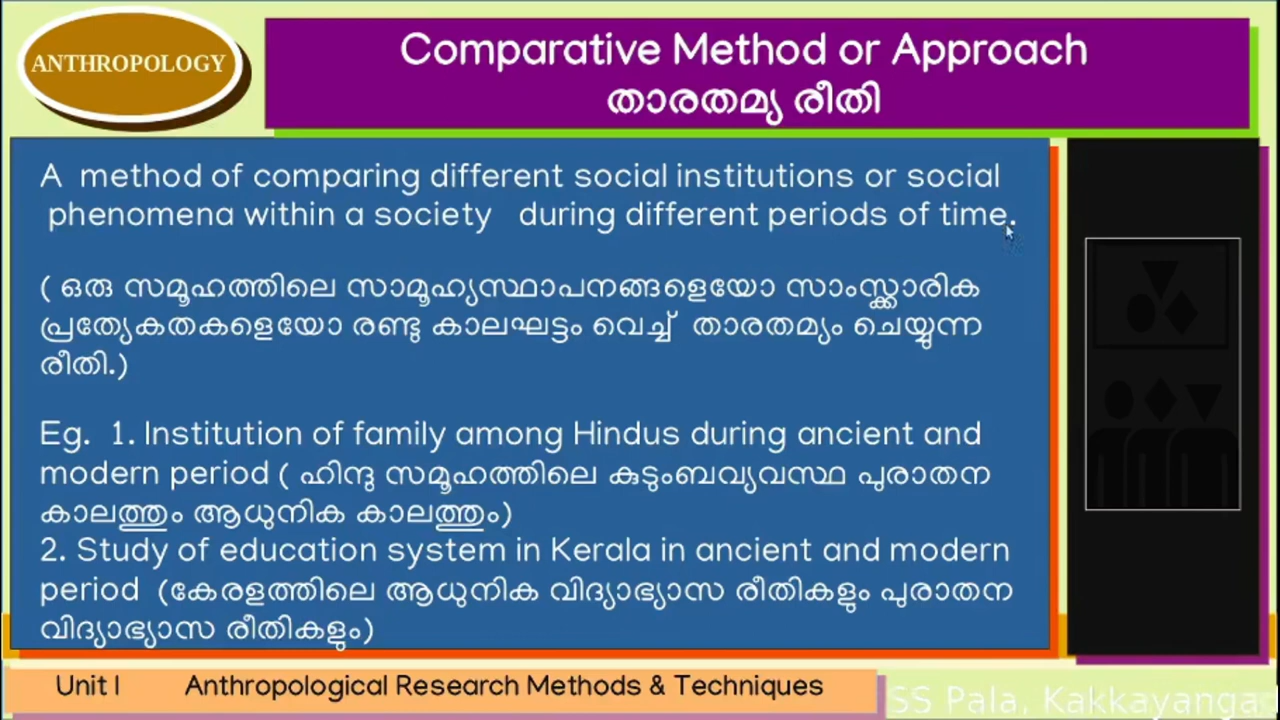 ANTHROPOLOGY
Comparative Method or Approach
താരതമ്യ രീതി
A method of comparing different social institutions or social
phenomena within a society during different periods of time.
( ഒരു സമൂഹത്തിലെ സാമൂഹ്യസ്ഥാപനങ്ങളെയോ സാംസ്ക്കാരിക
പ്രത്യേകതകളെയോ രണ്ടു കാലഘട്ടം വെച്ച് താരതമ്യം ചെയ്യുന്ന
രീതി.)
Eg. 1. Institution of family among Hindus during ancient and
modern period ( ഹിന്ദു സമൂഹത്തിലെ കുടുംബവ്യവസ്ഥ പുരാതന
കാലത്തും ആധുനിക കാലത്തും)
2. Study of education system in Kerala in ancient and modern
period (കേരളത്തിലെ ആധുനിക വിദ്യാഭ്യാസ രീതികളും പുരാതന
വിദ്യാഭ്യാസ രീതികളും)
Unit I Anthropological Research Methods & Techniques
SS Pala, Kakkayanga